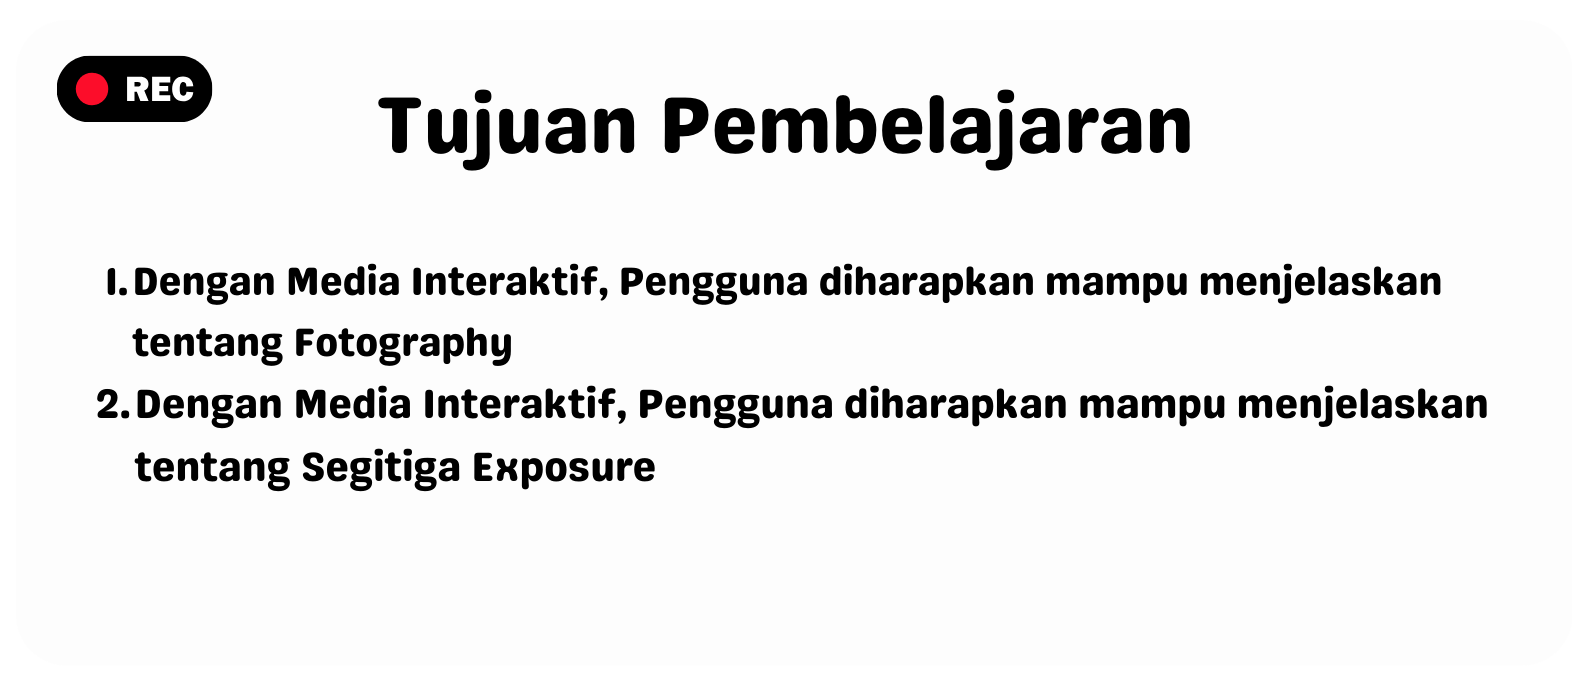 REC
Tujuan Pembelajaran
1. Dengan Media Interaktif, Pengguna diharapkan mampu menjelaskan
tentang Fotography
2. Dengan Media Interaktif, Pengguna diharapkan mampu menjelaskan
tentang Segitiga Exposure